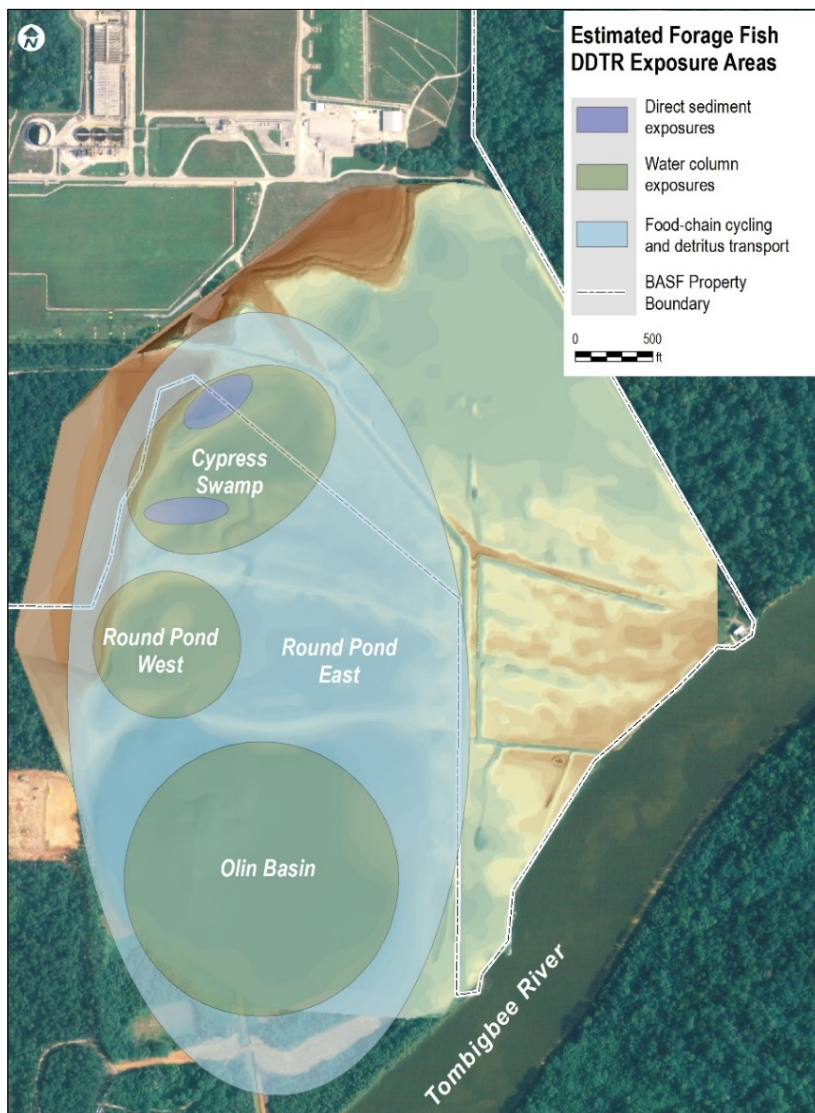 N
Estimated Forage Fish
DDTR Exposure Areas
Direct sediment
exposures
Water column
exposures
Food-chain cycling
and detritus transport
BASF Property
Boundary
0 500
ft
Cypress
Swamp
Round Pond
West
Round Pond
East
Olin Basin
Tombigbee River